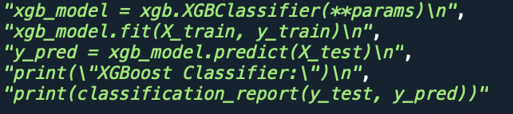 "xgb_model = xgb.XGBClassifier(**params)\n",
"xgb_model.fit(X_train, y_train)\n",
"y_pred = xgb_model.predict(X_test)\n",
"print(\"XGBoost Classifier:\")\n",
"print(classification_report(y_test, y_pred))"